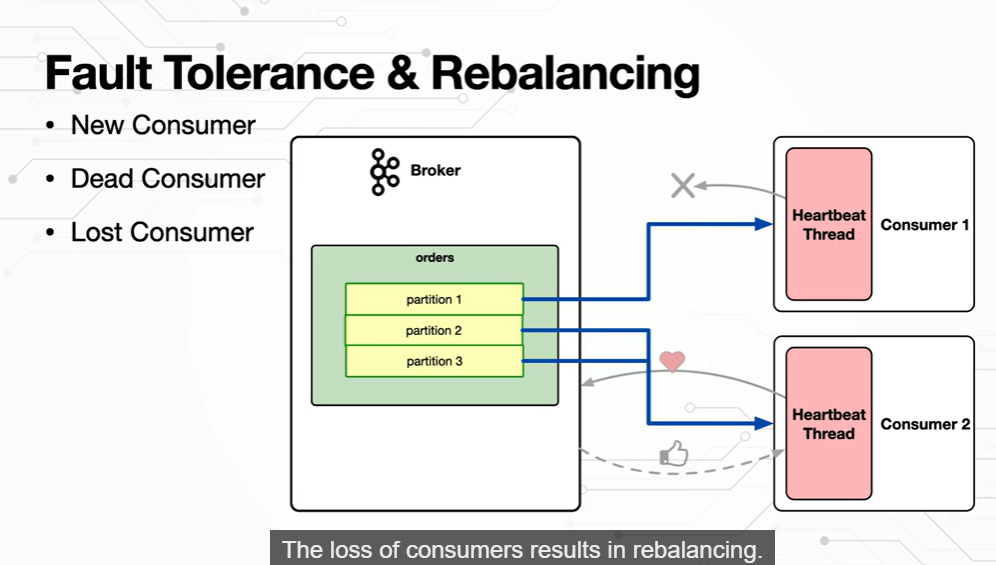 Fault Tolerance & Rebalancing
• New Consumer
• Dead Consumer
• Lost Consumer
Broker
orders
partition 1
partition 2
partition 3
Heartbeat
Thread
Consumer 1
Heartbeat
Thread
Consumer 2
The loss of consumers results in rebalancing.